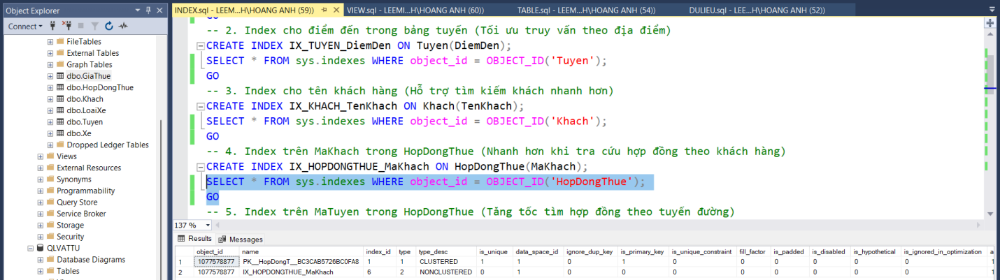 Object Explorer
Connect
FileTables
External Tables
Graph Tables
dbo.GiaThue
dbo.HopDongThue
dbo.Khach
dbo.LoaiXe
dbo.Tuyen
dbo.Xe
Dropped Ledger Tables
Views
External Resources
Synonyms
Programmability
Query Store
Service Broker
Storage
Security
QLVATTU
Database Diagrams
Tables
INDEX.sql - LEEM...H\HOANG ANH (59))
VIEW.sql - LEEMI...H\HOANG ANH (60))
TABLE.sql - LEEM...H\HOANG ANH (54))
DULIEU.sql - LEE...H\HOANG ANH (52))
GO
-- 2. Index cho điểm đến trong bảng tuyến (Tối ưu truy vấn theo địa điểm)
CREATE INDEX IX_TUYEN_DiemDen ON Tuyen(DiemDen);
SELECT * FROM sys.indexes WHERE object_id = OBJECT_ID('Tuyen');
GO
-- 3. Index cho tên khách hàng (Hỗ trợ tìm kiếm khách nhanh hơn)
CREATE INDEX IX_KHACH_TenKhach ON Khach(TenKhach);
SELECT * FROM sys.indexes WHERE object_id = OBJECT_ID('Khach');
GO
-- 4. Index trên MaKhach trong HopDongThue (Nhanh hơn khi tra cứu hợp đồng theo khách hàng)
CREATE INDEX IX_HOPDONGTHUE_MaKhach ON HopDongThue(MaKhach);
SELECT * FROM sys.indexes WHERE object_id = OBJECT_ID('HopDongThue');
GO
-- 5. Index trên MaTuyen trong HopDongThue (Tăng tốc tìm hợp đồng theo tuyến đường)
137 %
Results Messages
object_id name index_id type type_desc is_unique data_space_id ignore_dup_key is_primary_key is_unique_constraint fill_factor is_padded is_disabled is_hypothetical is_ignored_in_optimization a
1 1077578877 PK__HopDongT__BC3CAB5726BC0FA8 1 1 CLUSTERED 1 1 0 1 0 0 0 0 0 0 1
2 1077578877 IX_HOPDONGTHUE_MaKhach 6 2 NONCLUSTERED 0 1 0 0 0 0 0 0 0 0 1